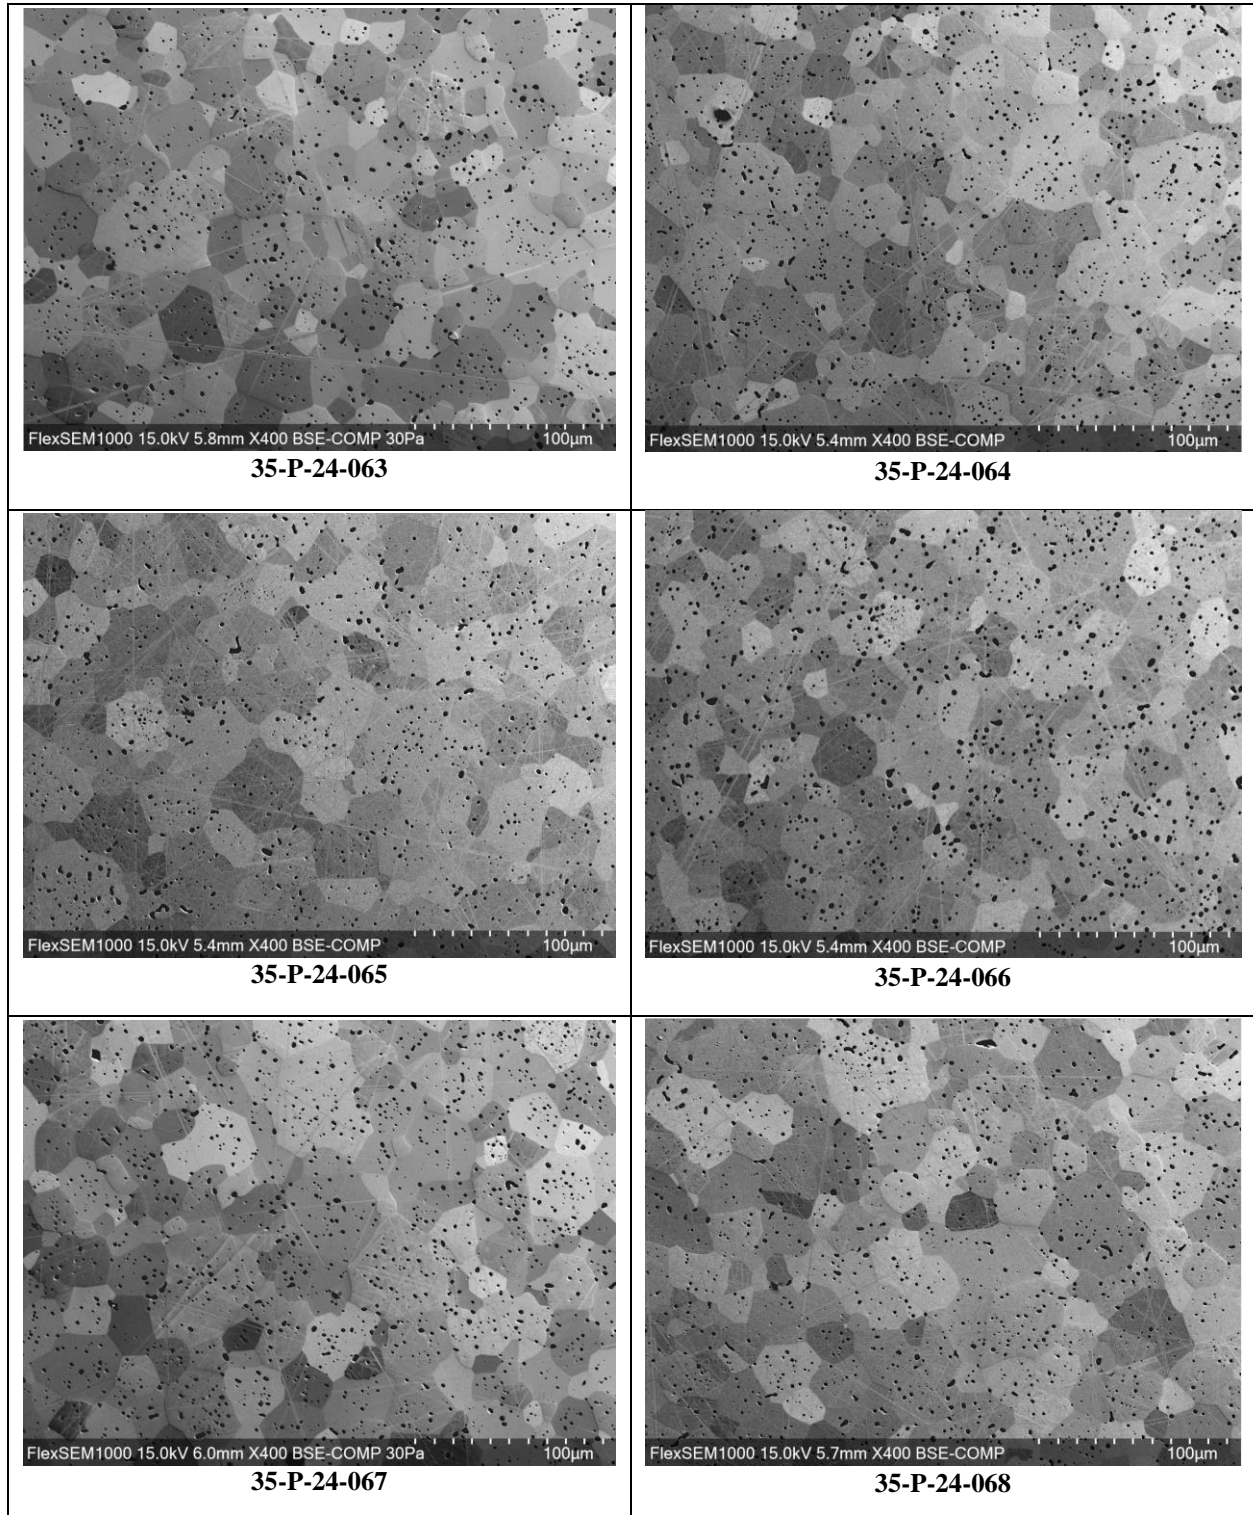 FlexSEM1000 15.0kV 5.8mm X400 BSE-COMP 30Pa 100µm
35-P-24-063
FlexSEM1000 15.0kV 5.4mm X400 BSE-COMP 100µm
35-P-24-064
FlexSEM1000 15.0kV 5.4mm X400 BSE-COMP 100µm
35-P-24-065
FlexSEM1000 15.0kV 5.4mm X400 BSE-COMP 100µm
35-P-24-066
FlexSEM1000 15.0kV 6.0mm X400 BSE-COMP 30Pa 100µm
35-P-24-067
FlexSEM1000 15.0kV 5.7mm X400 BSE-COMP 100µm
35-P-24-068